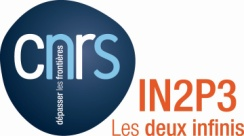 cnrs
dépasser les frontières
IN2P3
Les deux infinis